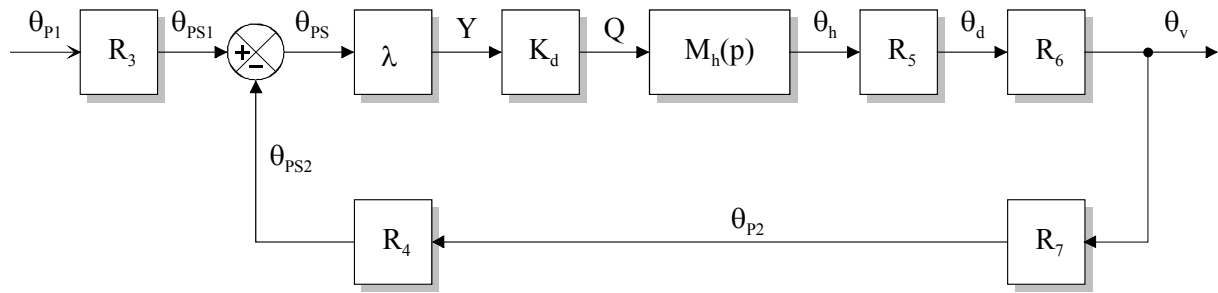 θP1 θPS1 θPS Y Q θh θd θv
R3 + − λ Kd Mh(p) R5 R6
θPS2
θP2
R4 R7